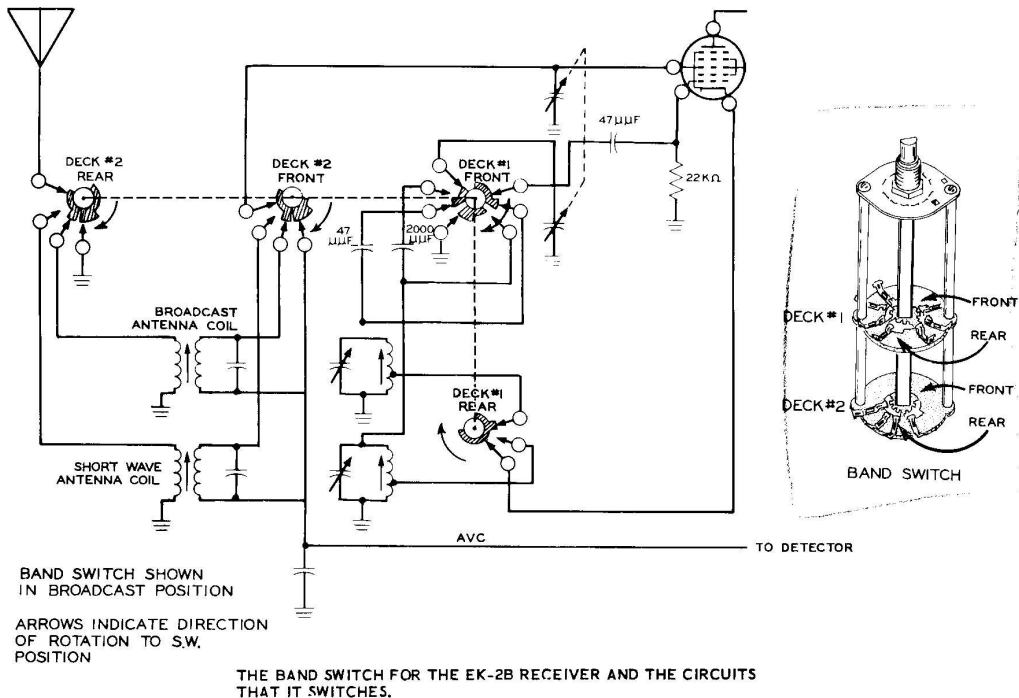 DECK #2
REAR
DECK #2
FRONT
DECK #1
FRONT
47μμF
22KΩ
47
μμF
2000
μμF
BROADCAST
ANTENNA COIL
DECK #1
REAR
SHORT WAVE
ANTENNA COIL
AVC
TO DETECTOR
DECK #1
FRONT
REAR
DECK #2
FRONT
REAR
BAND SWITCH
BAND SWITCH SHOWN
IN BROADCAST POSITION
ARROWS INDICATE DIRECTION
OF ROTATION TO S.W.
POSITION
THE BAND SWITCH FOR THE EK-2B RECEIVER AND THE CIRCUITS
THAT IT SWITCHES.